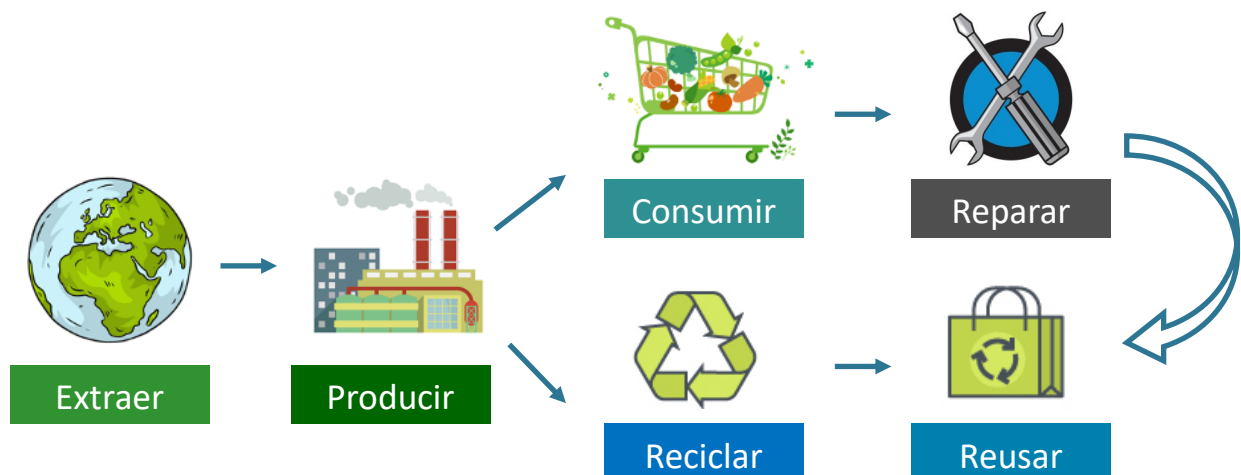 Extraer
Producir
Consumir
Reparar
Reciclar
Reusar